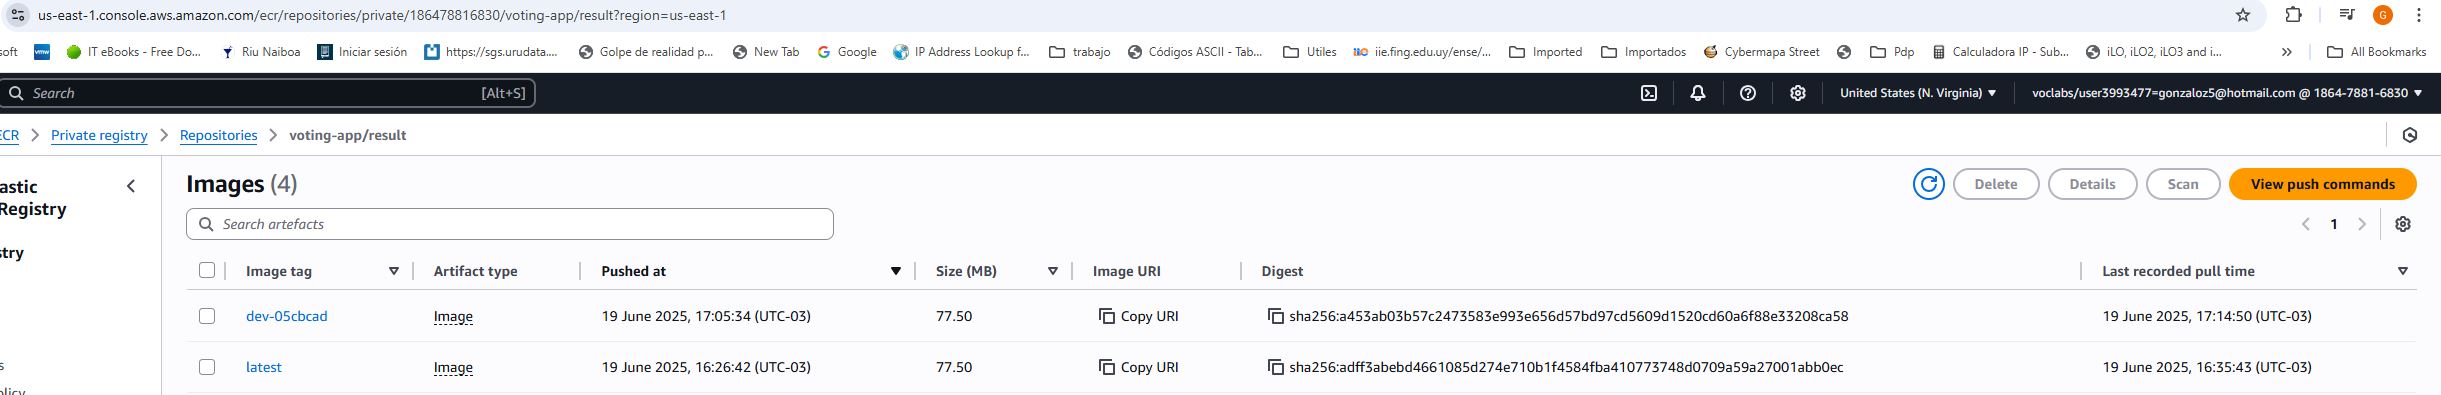 us-east-1.console.aws.amazon.com/ecr/repositories/private/186478816830/voting-app/result?region=us-east-1
G
soft vmw IT eBooks - Free Do... Riu Naiboa Iniciar sesión https://sgs.urudata.... Golpe de realidad p... New Tab Google IP Address Lookup f... trabajo Códigos ASCII - Tab... Utiles iie iie.fing.edu.uy/ense/... Imported Importados Cybermapa Street Pdp Calculadora IP - Sub... iLO, iLO2, iLO3 and i... » All Bookmarks
Search [Alt+S] United States (N. Virginia) voclabs/user3993477=gonzaloz5@hotmail.com @ 1864-7881-6830
ECR Private registry Repositories voting-app/result
astic
Registry
stry
s
olicy
Images (4) Delete Details Scan View push commands
Search artefacts 1
Image tag Artifact type Pushed at Size (MB) Image URI Digest Last recorded pull time
dev-05cbcad Image 19 June 2025, 17:05:34 (UTC-03) 77.50 Copy URI sha256:a453ab03b57c2473583e993e656d57bd97cd5609d1520cd60a6f88e33208ca58 19 June 2025, 17:14:50 (UTC-03)
latest Image 19 June 2025, 16:26:42 (UTC-03) 77.50 Copy URI sha256:adff3abebd4661085d274e710b1f4584fba410773748d0709a59a27001abb0ec 19 June 2025, 16:35:43 (UTC-03)